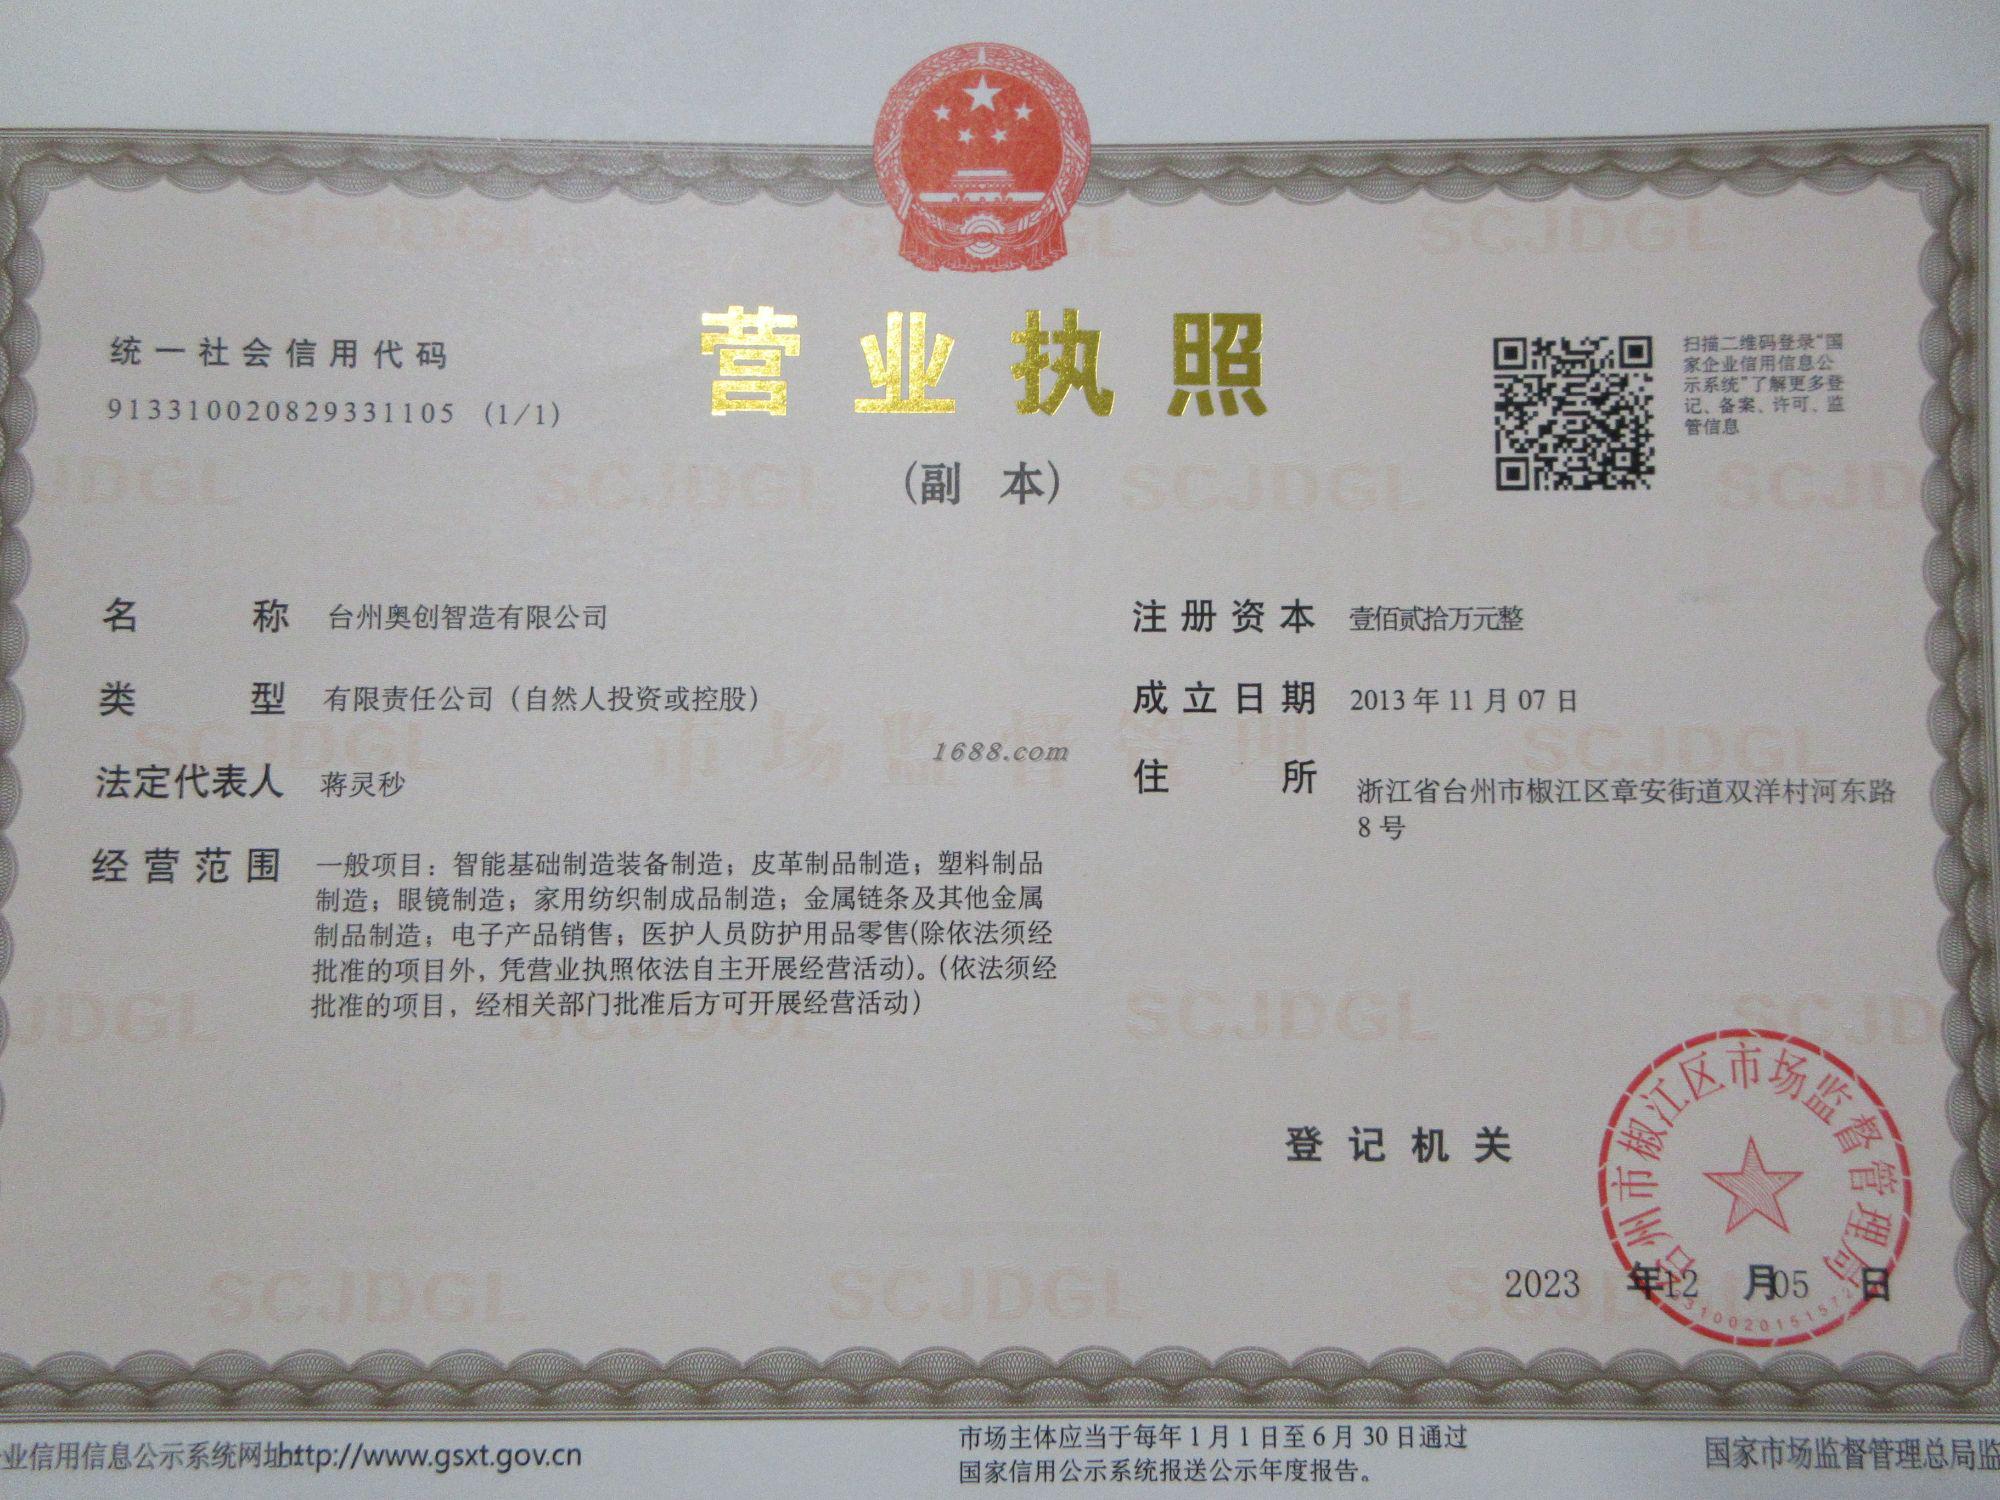 营业执照
(副 本)
统一社会信用代码
913310020829331105 (1/1)
扫描二维码登录“国
家企业信用信息公
示系统”了解更多登
记、备案、许可、监
管信息
名 称 台州奥创智造有限公司
类 型 有限责任公司（自然人投资或控股）
法定代表人 蒋灵秒
经营范围 一般项目：智能基础制造装备制造；皮革制品制造；塑料制品
制造；眼镜制造；家用纺织制成品制造；金属链条及其他金属
制品制造；电子产品销售；医护人员防护用品零售(除依法须经
批准的项目外，凭营业执照依法自主开展经营活动)。(依法须经
批准的项目，经相关部门批准后方可开展经营活动)
注册资本 壹佰贰拾万元整
成立日期 2013年11月07日
住 所 浙江省台州市椒江区章安街道双洋村河东路
8号
1688.com
市场监督管理
SCJDGL
登记机关
台州市椒江区市场监督管理局
2023 年12 月05 日
业信用信息公示系统网址http://www.gsxt.gov.cn
市场主体应当于每年1月1日至6月30日通过
国家信用公示系统报送公示年度报告。
国家市场监督管理总局监